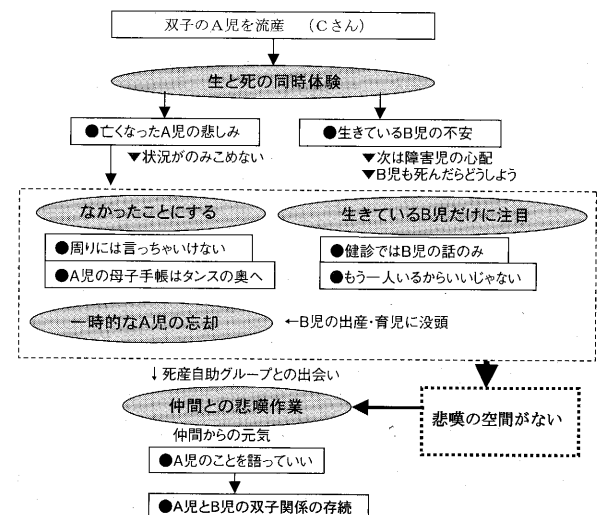 双子のA児を流産 (Cさん)
生と死の同時体験
●亡くなったA児の悲しみ
▼状況がのみこめない
●生きているB児の不安
▼次は障害児の心配
▼B児も死んだらどうしよう
なかったことにする
●周りには言っちゃいけない
●A児の母子手帳はタンスの奥へ
生きているB児だけに注目
●健診ではB児の話のみ
●もう一人いるからいいじゃない
一時的なA児の忘却
←B児の出産・育児に没頭
↓死産自助グループとの出会い
仲間との悲嘆作業
悲嘆の空間がない
仲間からの元気
●A児のことを語っていい
●A児とB児の双子関係の存続